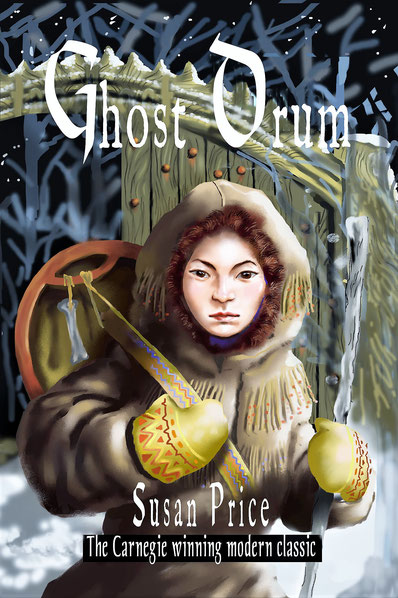 Ghost Drum
Susan Price
The Carnegie winning modern classic